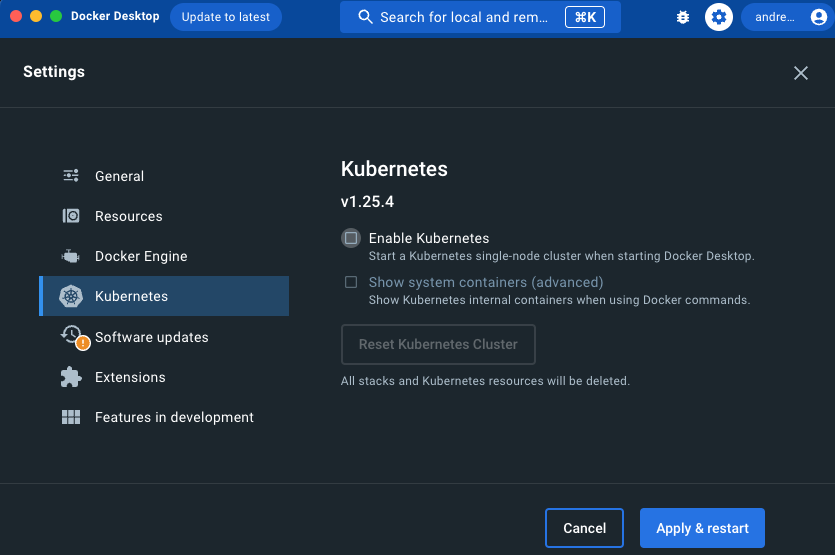 Docker Desktop
Update to latest
Search for local and rem...
⌘K
andre...
Settings
General
Resources
Docker Engine
Kubernetes
Software updates
Extensions
Features in development
Kubernetes
v1.25.4
Enable Kubernetes
Start a Kubernetes single-node cluster when starting Docker Desktop.
Show system containers (advanced)
Show Kubernetes internal containers when using Docker commands.
Reset Kubernetes Cluster
All stacks and Kubernetes resources will be deleted.
Cancel
Apply & restart